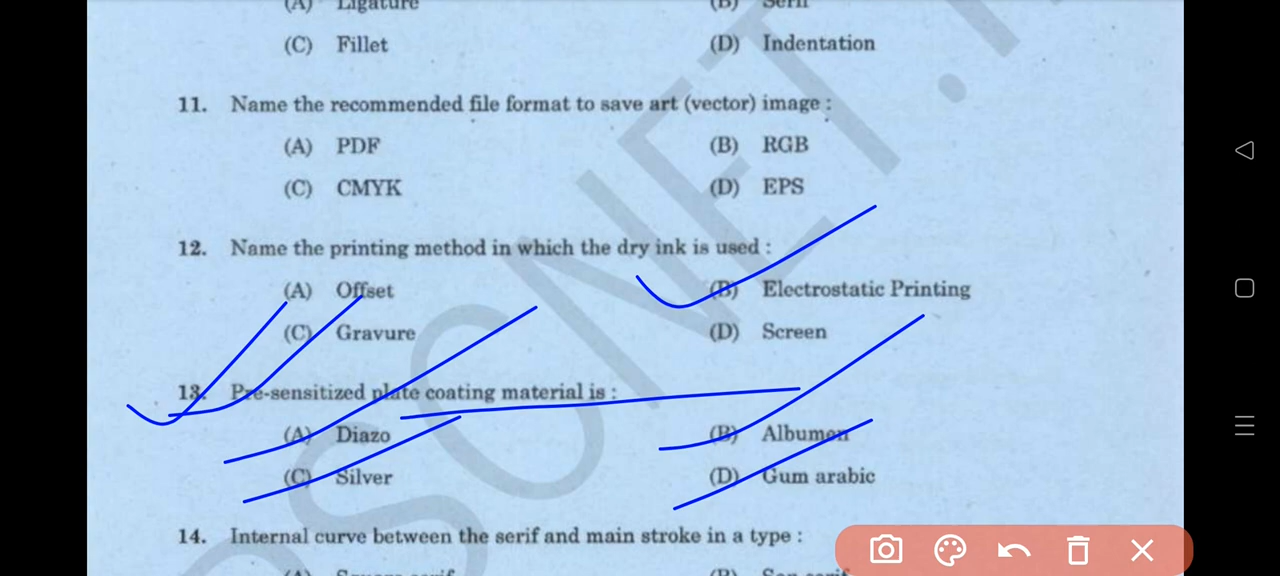 (A) Ligature (B) Serif
(C) Fillet (D) Indentation
11. Name the recommended file format to save art (vector) image :
(A) PDF (B) RGB
(C) CMYK (D) EPS
12. Name the printing method in which the dry ink is used :
(A) Offset (B) Electrostatic Printing
(C) Gravure (D) Screen
13. Pre-sensitized plate coating material is :
(A) Diazo (B) Albumen
(C) Silver (D) Gum arabic
14. Internal curve between the serif and main stroke in a type :